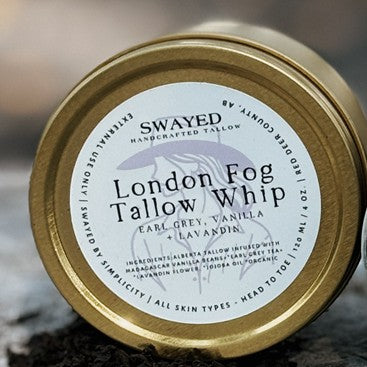 SWAYED
HANDCRAFTED TALLOW
London Fog
Tallow Whip
EARL GREY, VANILLA
+ LAVANDIN
INGREDIENTS: ALBERTA TALLOW INFUSED WITH
MADAGASCAR VANILLA BEANS, *EARL GREY TEA*
*LAVANDIN FLOWER, *JOJOBA OIL *ORGANIC
EXTERNAL USE ONLY | SWAYED BY SIMPLICITY | ALL SKIN TYPES - HEAD TO TOE | 120 ML / 4 OZ | RED DEER COUNTY, AB